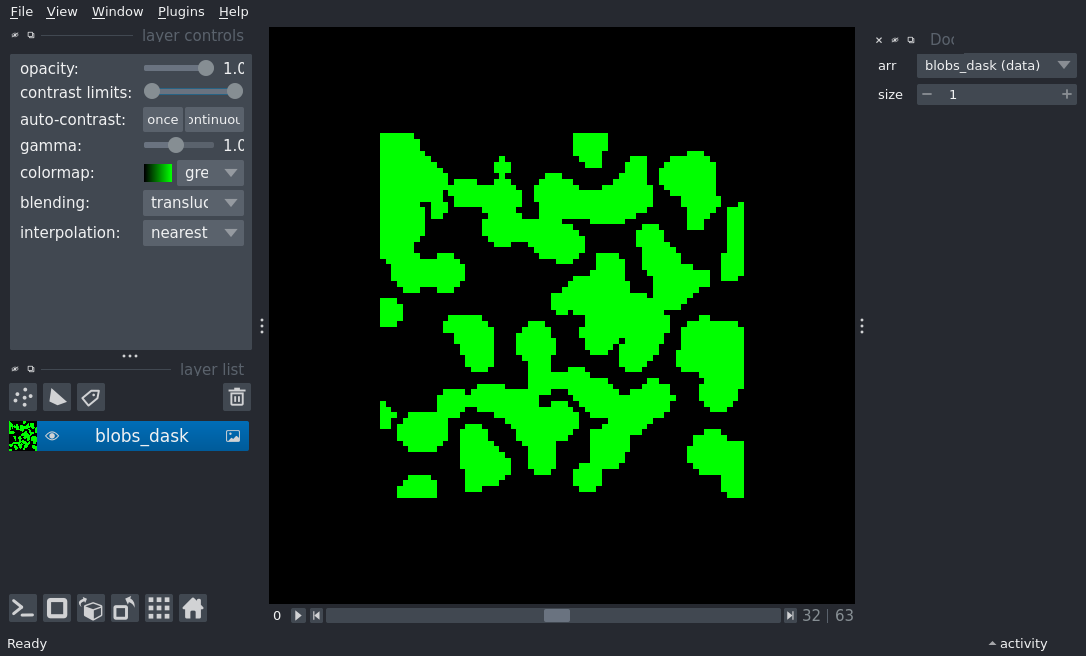 File View Window Plugins Help
layer controls
opacity: 1.0
contrast limits:
auto-contrast: once ontinuou
gamma: 1.0
colormap: gre
blending: transluc
interpolation: nearest
layer list
blobs_dask
0 32 | 63
Ready
Doc
arr blobs_dask (data)
size 1
activity